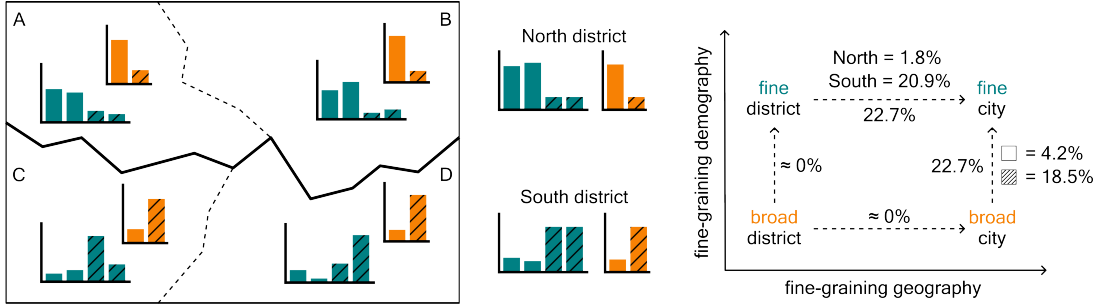 A
B
C
D
North district
South district
fine-graining demography
North = 1.8%
South = 20.9%
22.7%
fine
district
fine
city
≈ 0%
22.7%
= 4.2%
= 18.5%
broad
district
≈ 0%
broad
city
fine-graining geography